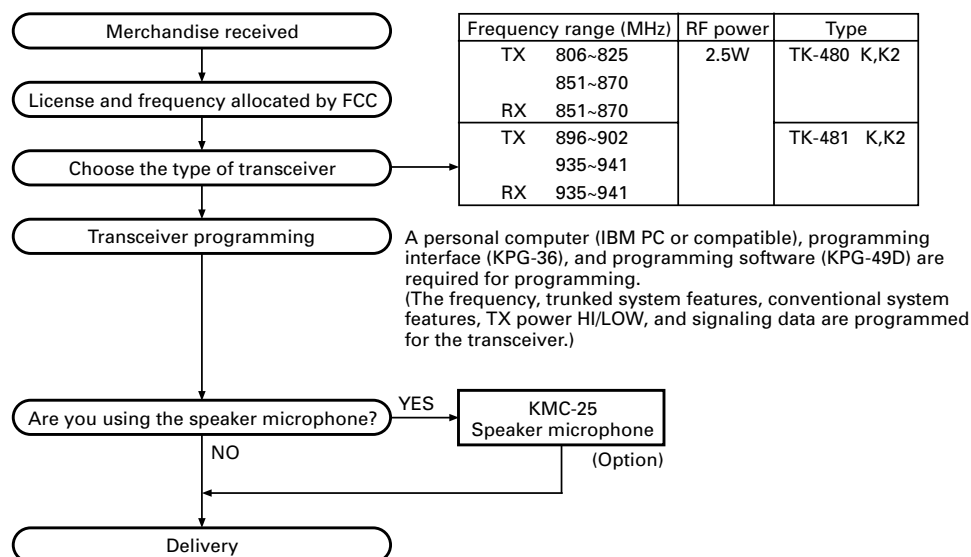 Merchandise received
License and frequency allocated by FCC
Choose the type of transceiver
Frequency range (MHz) RF power Type
TX 806~825 2.5W TK-480 K,K2
851~870
RX 851~870
TX 896~902 TK-481 K,K2
935~941
RX 935~941
Transceiver programming
A personal computer (IBM PC or compatible), programming
interface (KPG-36), and programming software (KPG-49D) are
required for programming.
(The frequency, trunked system features, conventional system
features, TX power HI/LOW, and signaling data are programmed
for the transceiver.)
Are you using the speaker microphone?
YES
KMC-25
Speaker microphone
(Option)
NO
Delivery